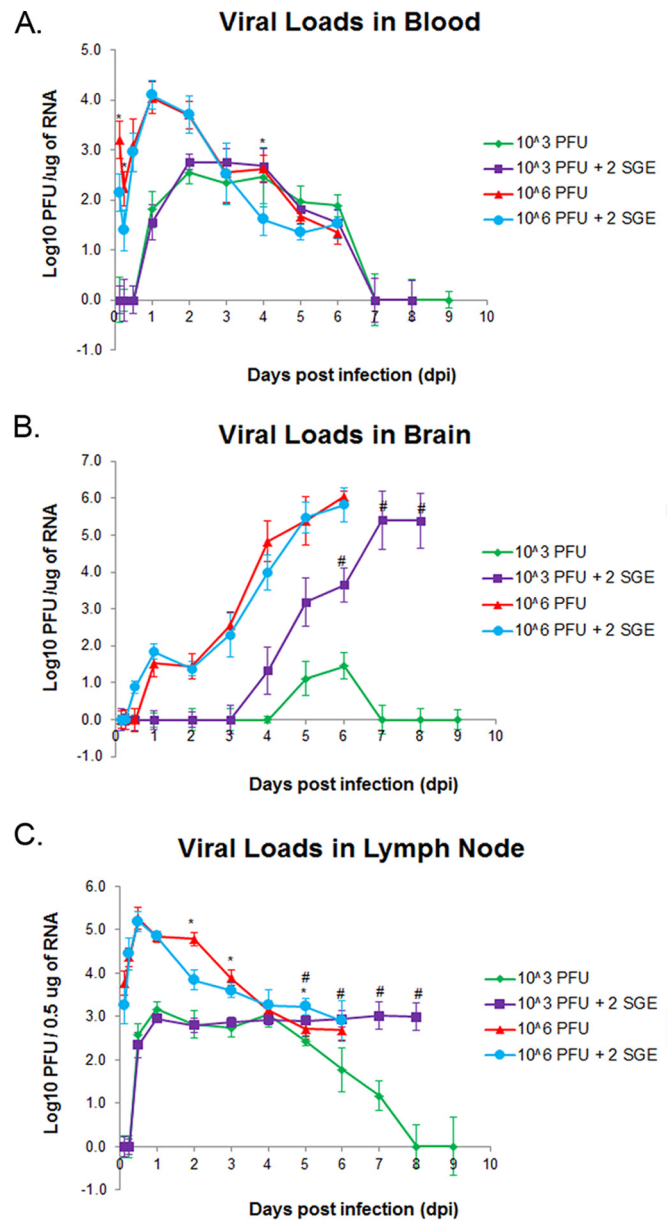 A.
Viral Loads in Blood
5.0
4.0
3.0
2.0
1.0
0.0
-1.0
Log10 PFU /ug of RNA
* * *
0 1 2 3 4 5 6 7 8 9 10
Days post infection (dpi)
10^3 PFU
10^3 PFU + 2 SGE
10^6 PFU
10^6 PFU + 2 SGE
B.
Viral Loads in Brain
7.0
6.0
5.0
4.0
3.0
2.0
1.0
0.0
-1.0
Log10 PFU /ug of RNA
# # #
0 1 2 3 4 5 6 7 8 9 10
Days post infection (dpi)
10^3 PFU
10^3 PFU + 2 SGE
10^6 PFU
10^6 PFU + 2 SGE
C.
Viral Loads in Lymph Node
6.0
5.0
4.0
3.0
2.0
1.0
0.0
-1.0
Log10 PFU / 0.5 ug of RNA
* *
# # # #
*
0 1 2 3 4 5 6 7 8 9 10
Days post infection (dpi)
10^3 PFU
10^3 PFU + 2 SGE
10^6 PFU
10^6 PFU + 2 SGE